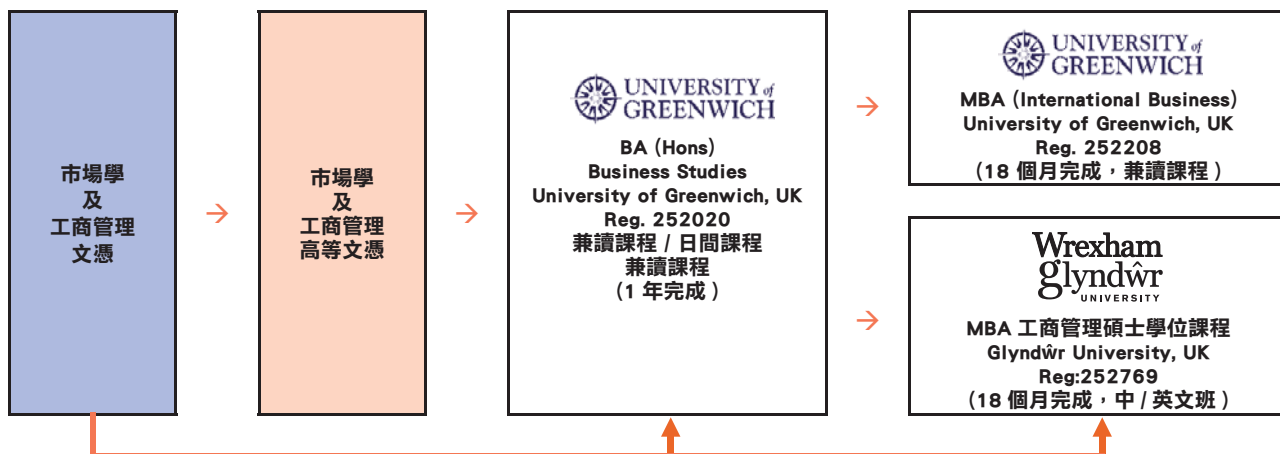 市場學
及
工商管理
文憑
→
市場學
及
工商管理
高等文憑
→
UNIVERSITY of
GREENWICH
BA (Hons)
Business Studies
University of Greenwich, UK
Reg. 252020
兼讀課程 / 日間課程
兼讀課程
(1 年完成)
→
UNIVERSITY of
GREENWICH
MBA (International Business)
University of Greenwich, UK
Reg. 252208
(18 個月完成，兼讀課程)
→
Wrexham
glyndŵr
UNIVERSITY
MBA 工商管理碩士學位課程
Glyndŵr University, UK
Reg:252769
(18 個月完成，中 / 英文班)